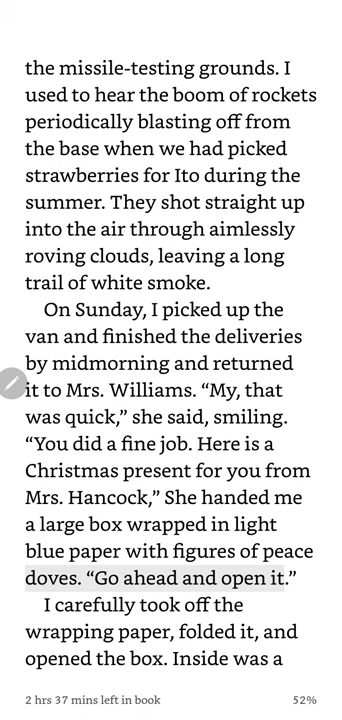 the missile-testing grounds. I
used to hear the boom of rockets
periodically blasting off from
the base when we had picked
strawberries for Ito during the
summer. They shot straight up
into the air through aimlessly
roving clouds, leaving a long
trail of white smoke.
On Sunday, I picked up the
van and finished the deliveries
by midmorning and returned
it to Mrs. Williams. “My, that
was quick,” she said, smiling.
“You did a fine job. Here is a
Christmas present for you from
Mrs. Hancock,” She handed me
a large box wrapped in light
blue paper with figures of peace
doves. “Go ahead and open it.”
I carefully took off the
wrapping paper, folded it, and
opened the box. Inside was a
2 hrs 37 mins left in book 52%